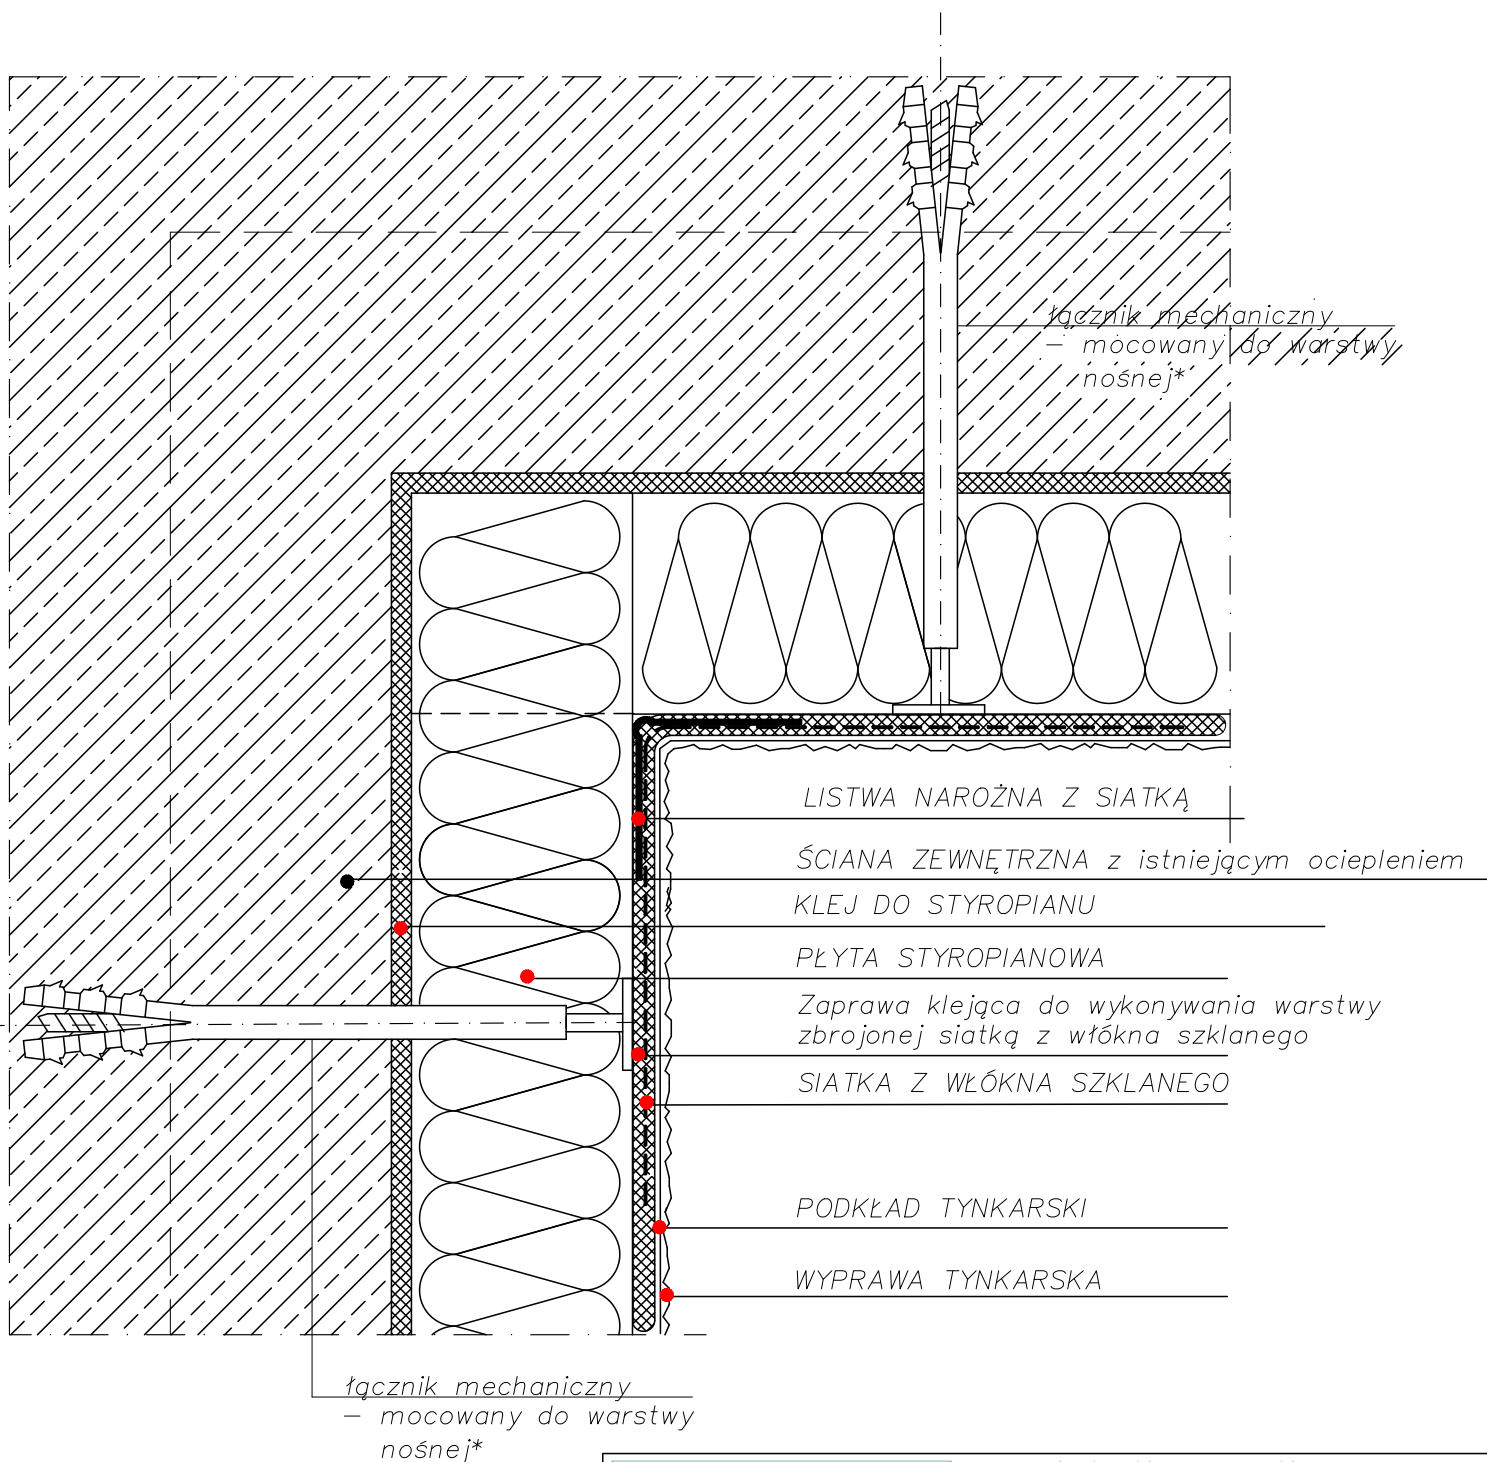 łącznik mechaniczny
– mocowany do warstwy
nośnej*
LISTWA NAROŻNA Z SIATKĄ
ŚCIANA ZEWNĘTRZNA z istniejącym ociepleniem
KLEJ DO STYROPIANU
PŁYTA STYROPIANOWA
Zaprawa klejąca do wykonywania warstwy
zbrojonej siatką z włókna szklanego
SIATKA Z WŁÓKNA SZKLANEGO
PODKŁAD TYNKARSKI
WYPRAWA TYNKARSKA
łącznik mechaniczny
– mocowany do warstwy
nośnej*